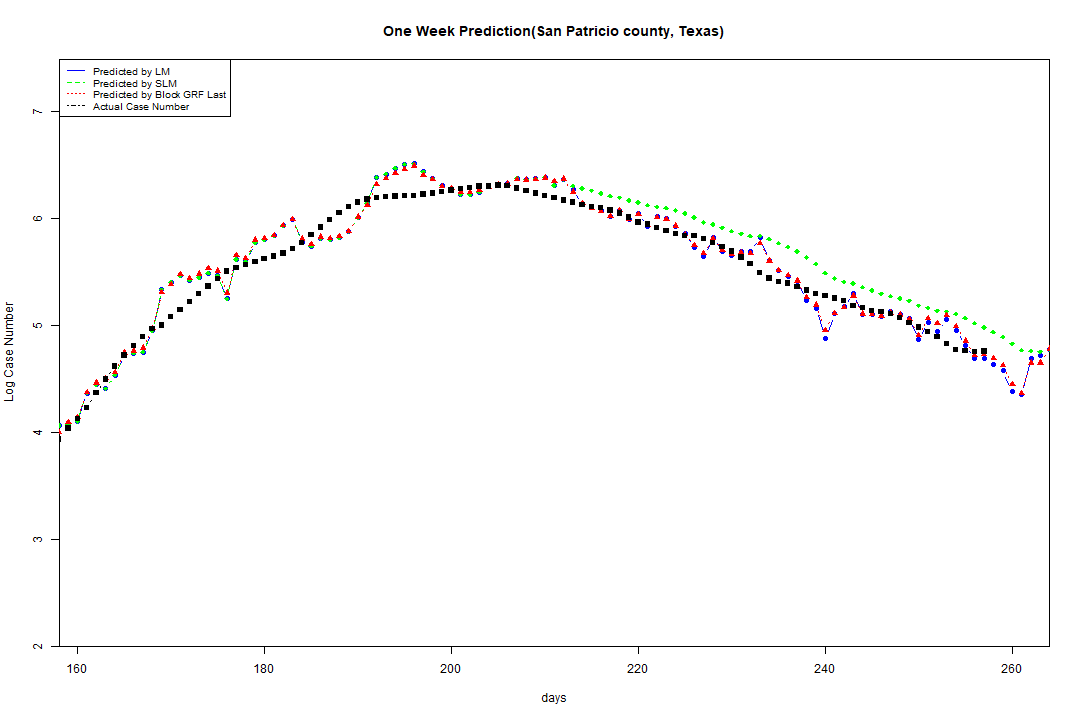 One Week Prediction(San Patricio county, Texas)
Predicted by LM
Predicted by SLM
Predicted by Block GRF Last
Actual Case Number
7
6
5
4
3
2
Log Case Number
160 180 200 220 240 260
days